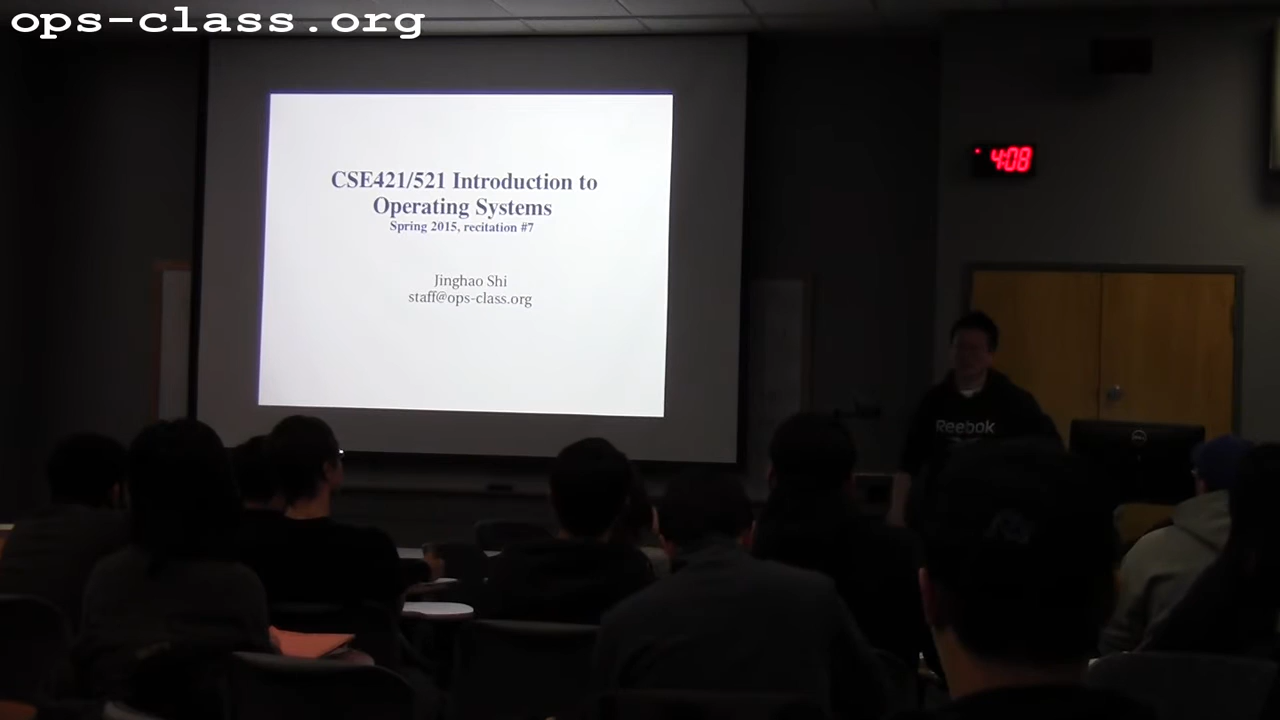 ops-class.org
CSE421/521 Introduction to
Operating Systems
Spring 2015, recitation #7
Jinghao Shi
staff@ops-class.org
4:08
Reebok
DELL